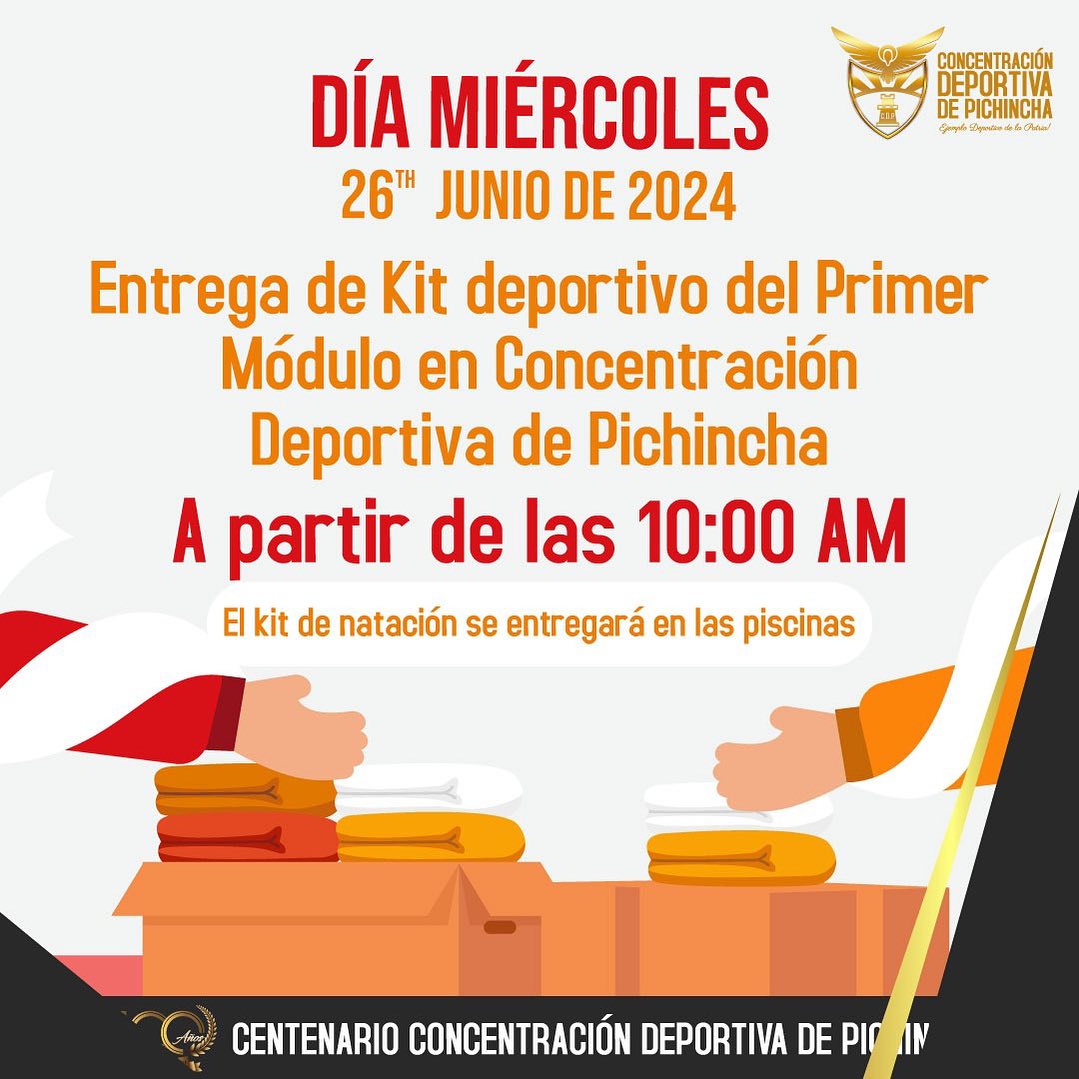 CONCENTRACIÓN
DEPORTIVA
DE PICHINCHA
Ejemplo Deportivo de la Patria!
C.D.P
DÍA MIÉRCOLES
26TH JUNIO DE 2024
Entrega de Kit deportivo del Primer
Módulo en Concentración
Deportiva de Pichincha
A partir de las 10:00 AM
El kit de natación se entregará en las piscinas
Años
CENTENARIO CONCENTRACIÓN DEPORTIVA DE